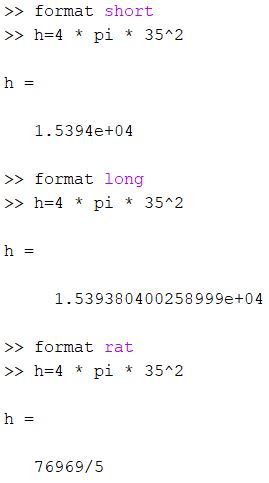 >> format short
>> h=4 * pi * 35^2
h =
1.5394e+04
>> format long
>> h=4 * pi * 35^2
h =
1.539380400258999e+04
>> format rat
>> h=4 * pi * 35^2
h =
76969/5